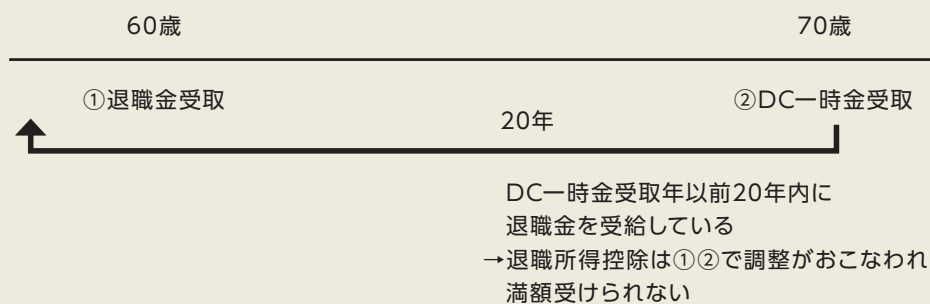 60歳
70歳
①退職金受取
②DC一時金受取
20年
DC一時金受取年以前20年内に
退職金を受給している
→退職所得控除は①②で調整がおこなわれ
満額受けられない